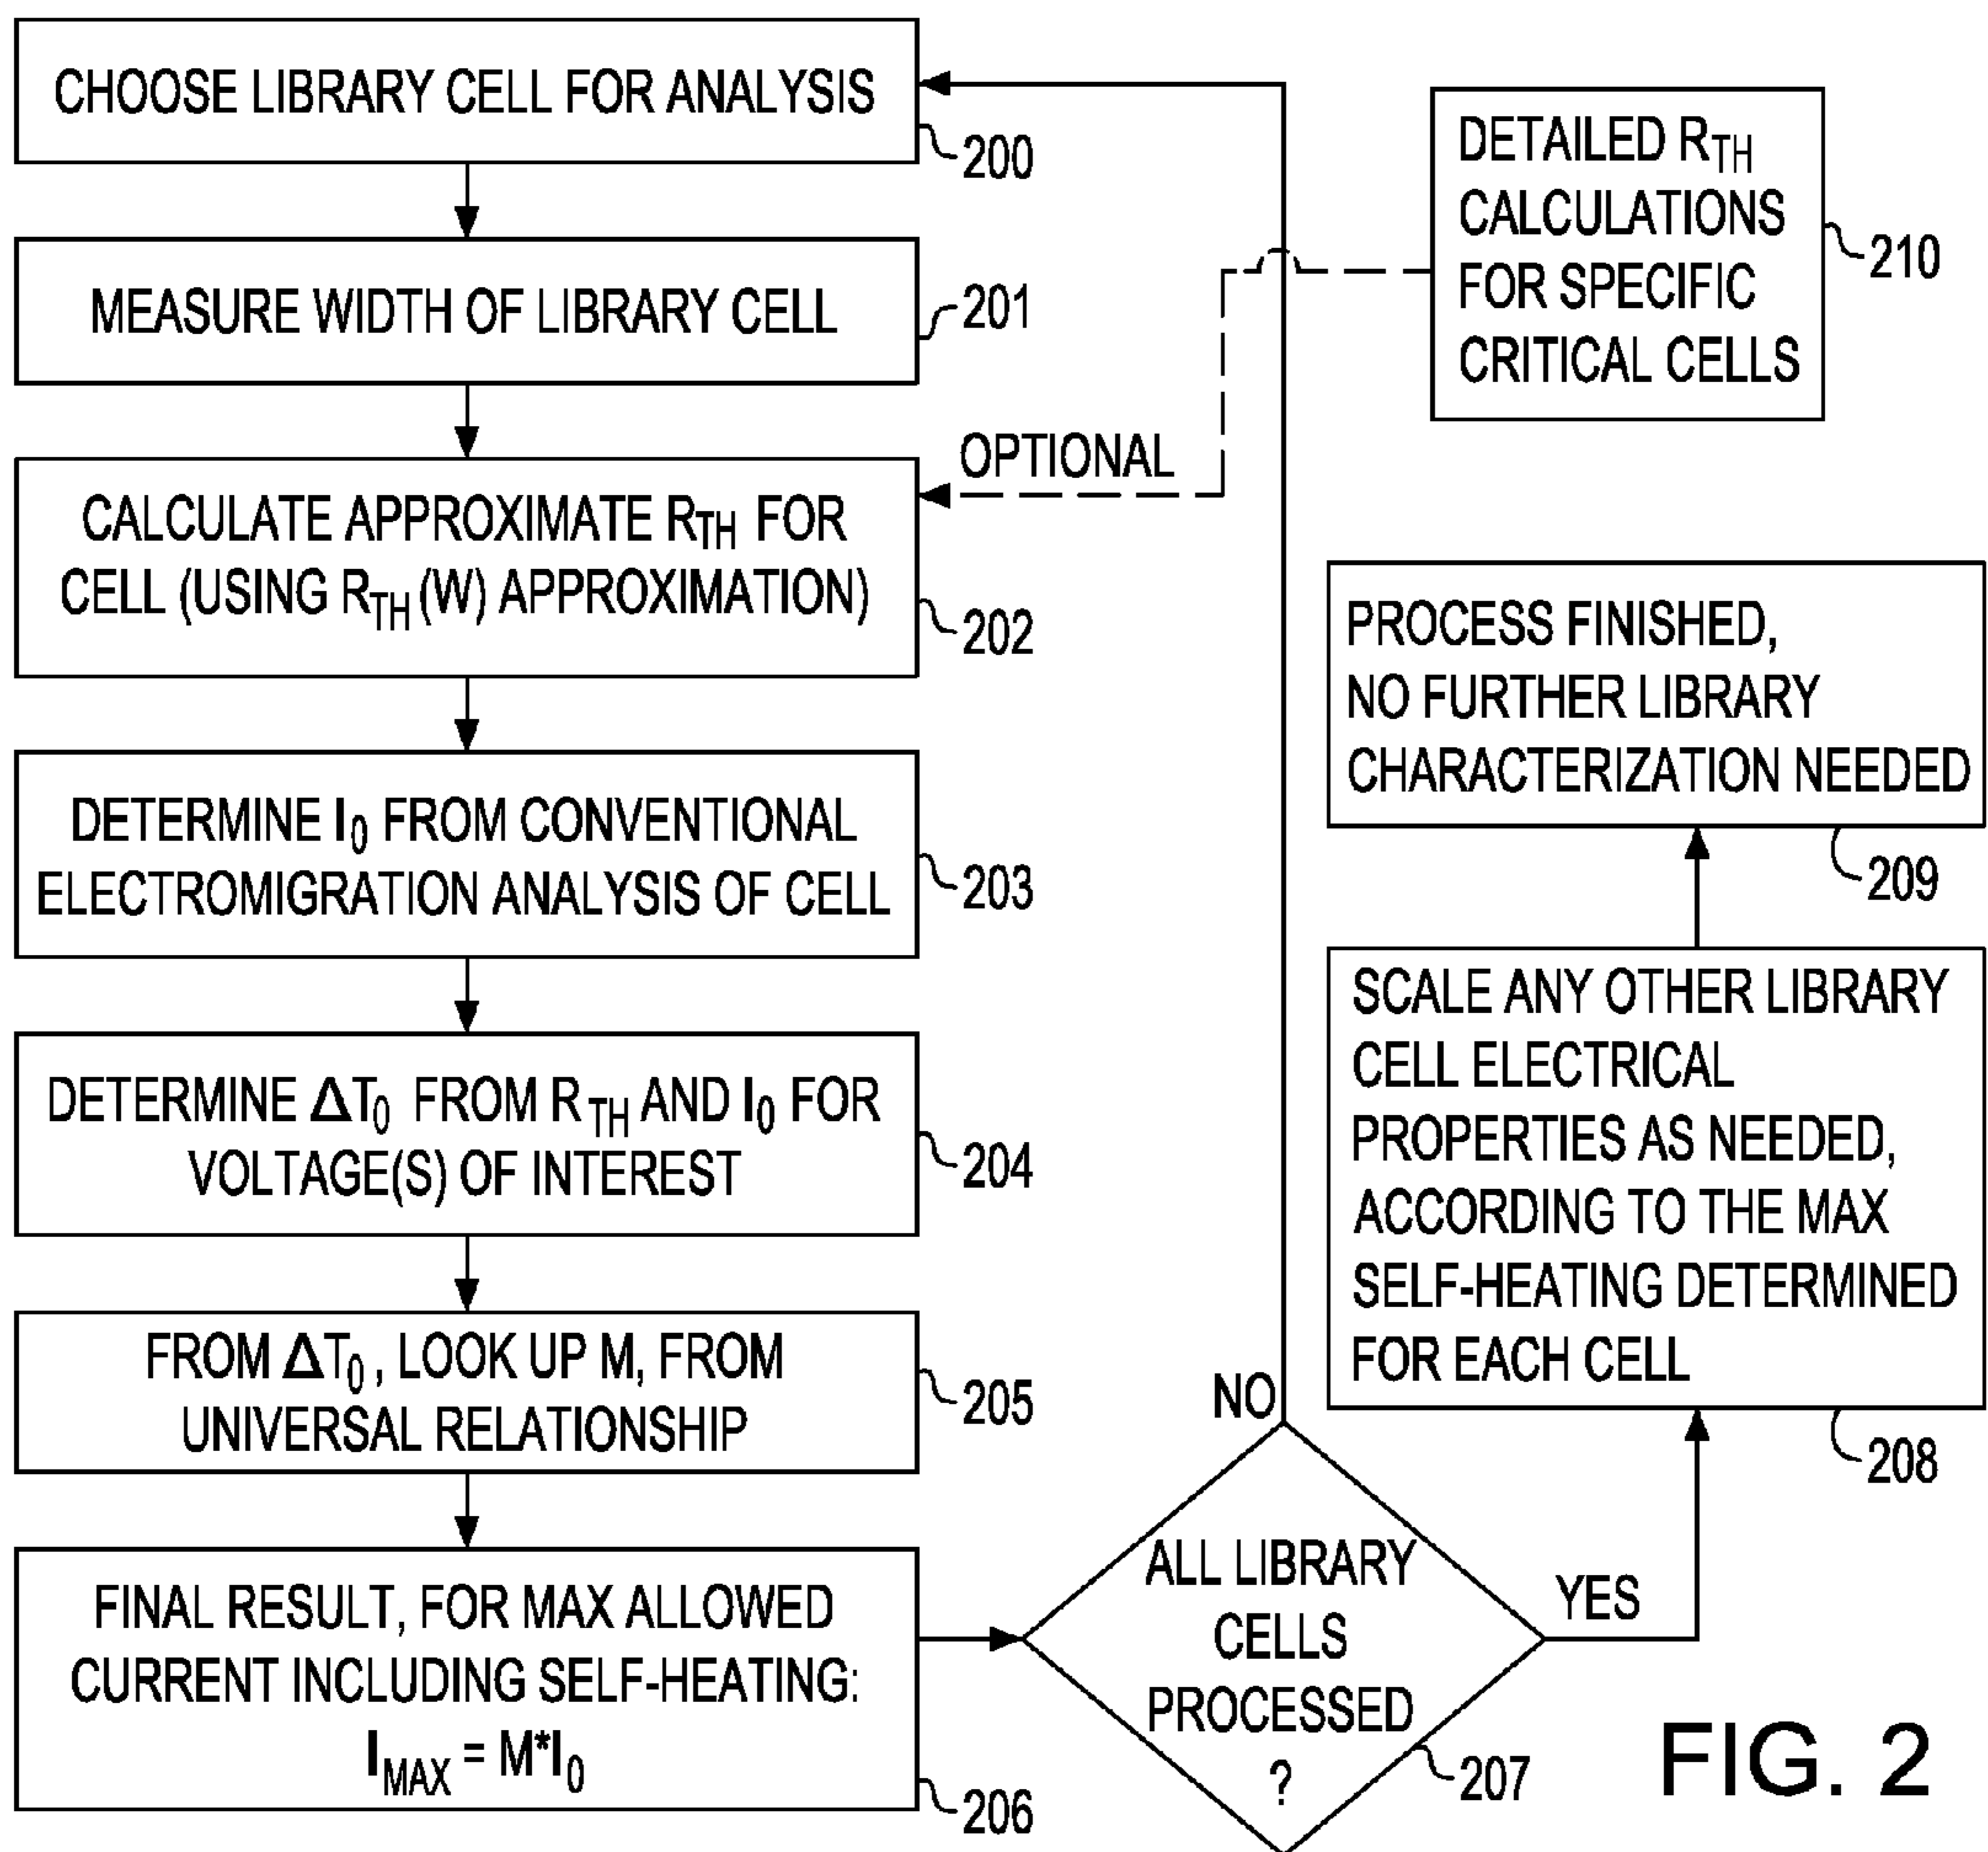 CHOOSE LIBRARY CELL FOR ANALYSIS
200
MEASURE WIDTH OF LIBRARY CELL
201
CALCULATE APPROXIMATE RTH FOR
CELL (USING RTH (W) APPROXIMATION)
202
DETERMINE I0 FROM CONVENTIONAL
ELECTROMIGRATION ANALYSIS OF CELL
203
DETERMINE ΔT0 FROM RTH AND I0 FOR
VOLTAGE(S) OF INTEREST
204
FROM ΔT0, LOOK UP M, FROM
UNIVERSAL RELATIONSHIP
205
FINAL RESULT, FOR MAX ALLOWED
CURRENT INCLUDING SELF-HEATING:
IMAX = M*I0
206
ALL LIBRARY
CELLS
PROCESSED
?
207
NO
YES
SCALE ANY OTHER LIBRARY
CELL ELECTRICAL
PROPERTIES AS NEEDED,
ACCORDING TO THE MAX
SELF-HEATING DETERMINED
FOR EACH CELL
208
PROCESS FINISHED,
NO FURTHER LIBRARY
CHARACTERIZATION NEEDED
209
DETAILED RTH
CALCULATIONS
FOR SPECIFIC
CRITICAL CELLS
210
OPTIONAL
FIG. 2